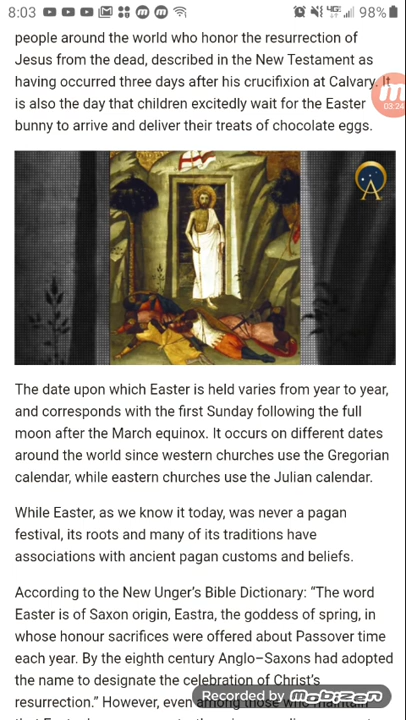 8:03
4G
98%
people around the world who honor the resurrection of
Jesus from the dead, described in the New Testament as
having occurred three days after his crucifixion at Calvary. It
is also the day that children excitedly wait for the Easter
03:24
bunny to arrive and deliver their treats of chocolate eggs.
The date upon which Easter is held varies from year to year,
and corresponds with the first Sunday following the full
moon after the March equinox. It occurs on different dates
around the world since western churches use the Gregorian
calendar, while eastern churches use the Julian calendar.
While Easter, as we know it today, was never a pagan
festival, its roots and many of its traditions have
associations with ancient pagan customs and beliefs.
According to the New Unger's Bible Dictionary: “The word
Easter is of Saxon origin, Eastra, the goddess of spring, in
whose honour sacrifices were offered about Passover time
each year. By the eighth century Anglo–Saxons had adopted
the name to designate the celebration of Christ's
resurrection.” However, even among those who maintain
Recorded by Mobizen